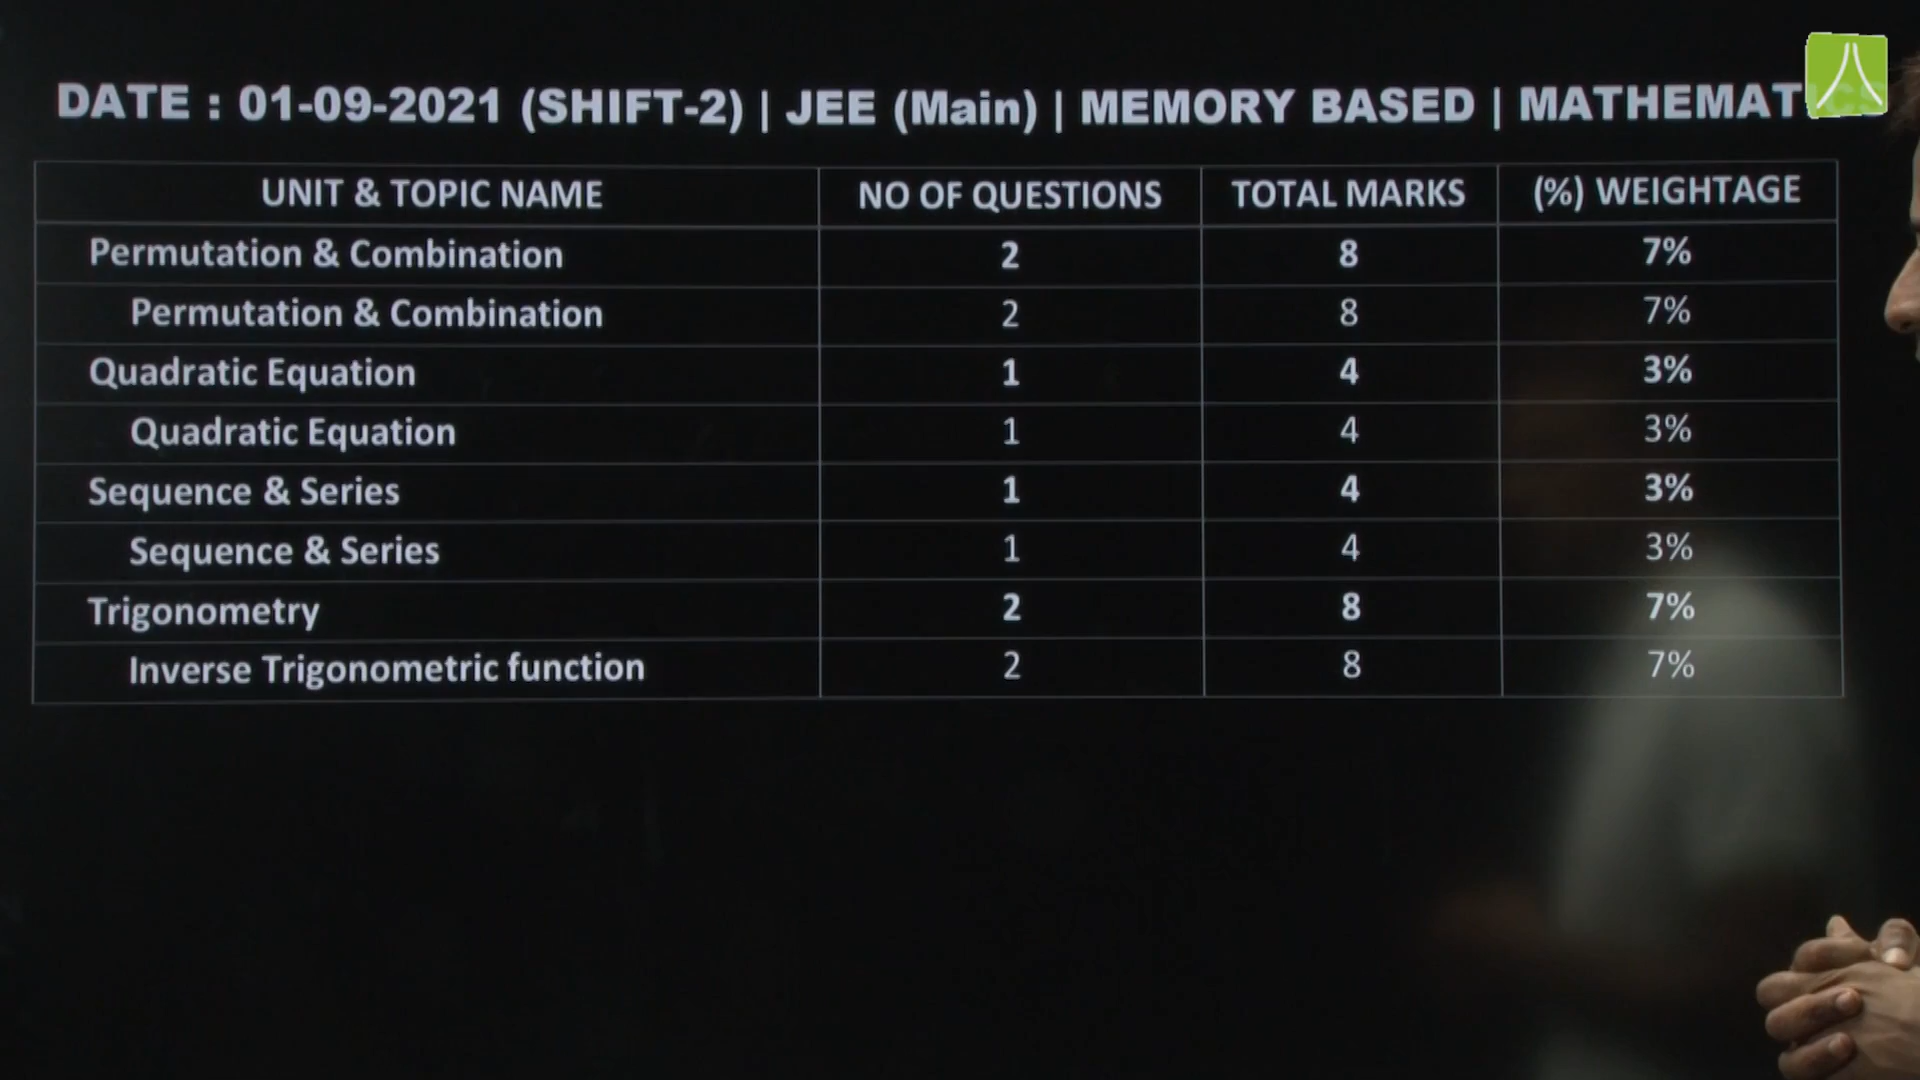 DATE : 01-09-2021 (SHIFT-2) | JEE (Main) | MEMORY BASED | MATHEMAT
UNIT & TOPIC NAME NO OF QUESTIONS TOTAL MARKS (%) WEIGHTAGE
Permutation & Combination 2 8 7%
Permutation & Combination 2 8 7%
Quadratic Equation 1 4 3%
Quadratic Equation 1 4 3%
Sequence & Series 1 4 3%
Sequence & Series 1 4 3%
Trigonometry 2 8 7%
Inverse Trigonometric function 2 8 7%